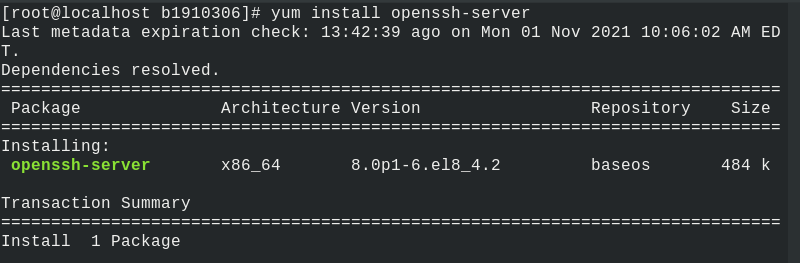 [root@localhost b1910306]# yum install openssh-server
Last metadata expiration check: 13:42:39 ago on Mon 01 Nov 2021 10:06:02 AM ED
T.
Dependencies resolved.
==============================================================================
 Package              Architecture Version                 Repository    Size
==============================================================================
Installing:
 openssh-server       x86_64       8.0p1-6.el8_4.2         baseos       484 k

Transaction Summary
==============================================================================
Install  1 Package